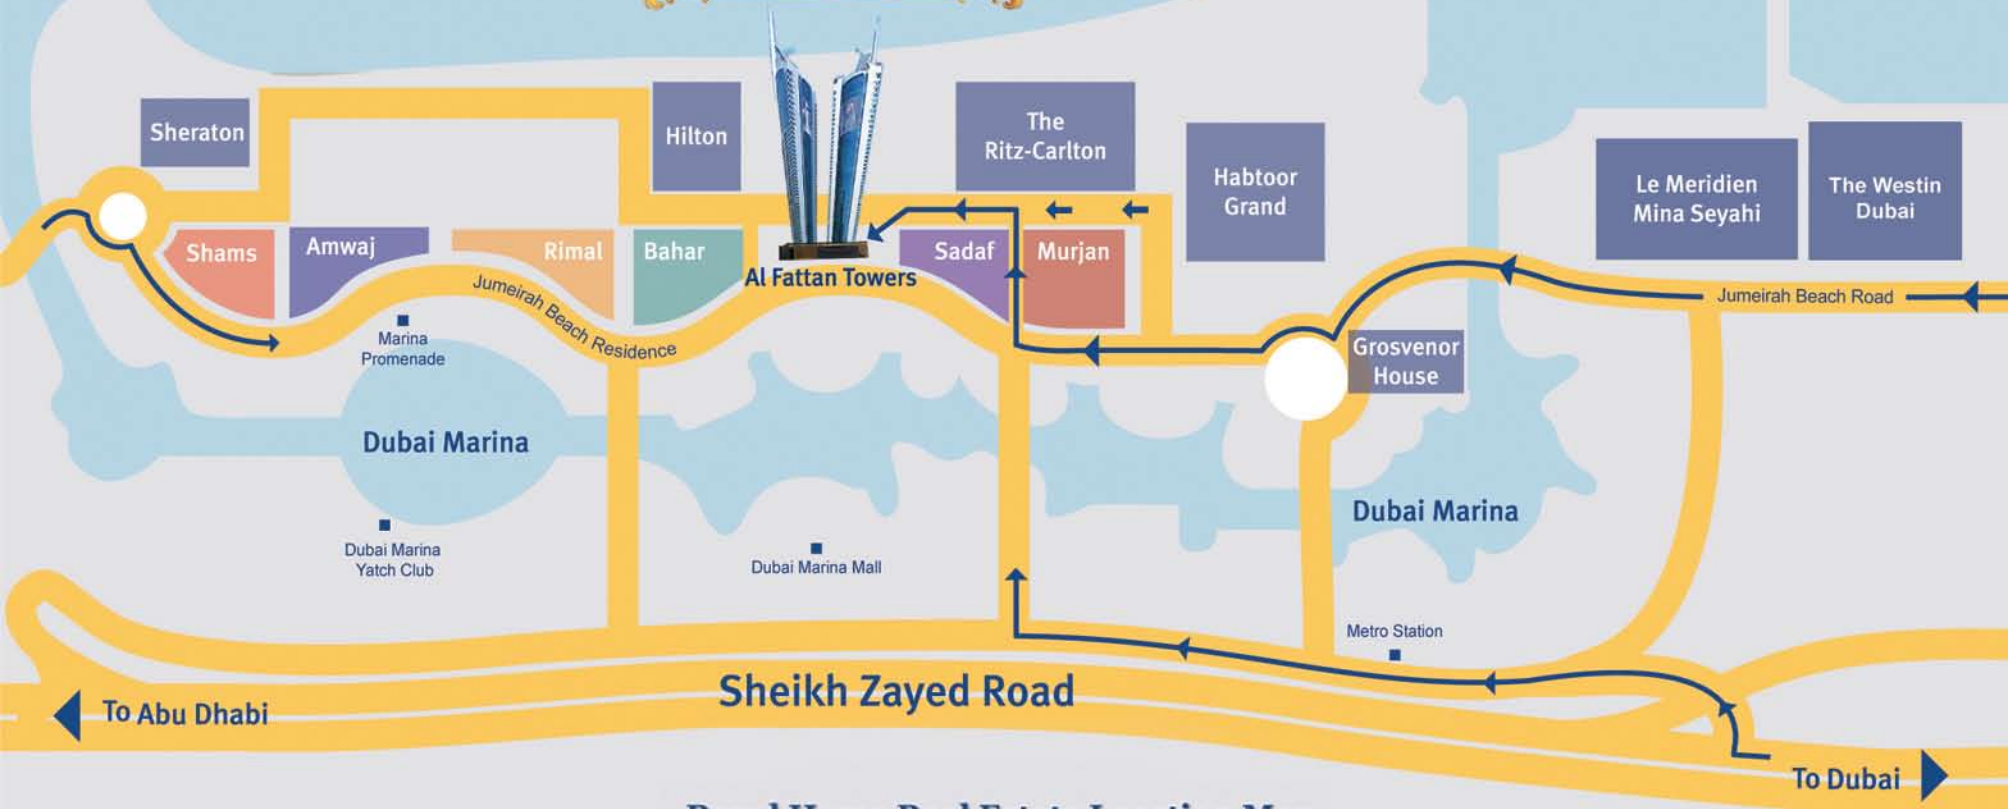 Sheraton
Hilton
The
Ritz-Carlton
Habtoor
Grand
Le Meridien
Mina Seyahi
The Westin
Dubai
Shams
Amwaj
Rimal
Bahar
Sadaf
Murjan
Al Fattan Towers
Jumeirah Beach Residence
Jumeirah Beach Road
Marina
Promenade
Grosvenor
House
Dubai Marina
Dubai Marina
Dubai Marina
Yatch Club
Dubai Marina Mall
Metro Station
Sheikh Zayed Road
To Abu Dhabi
To Dubai